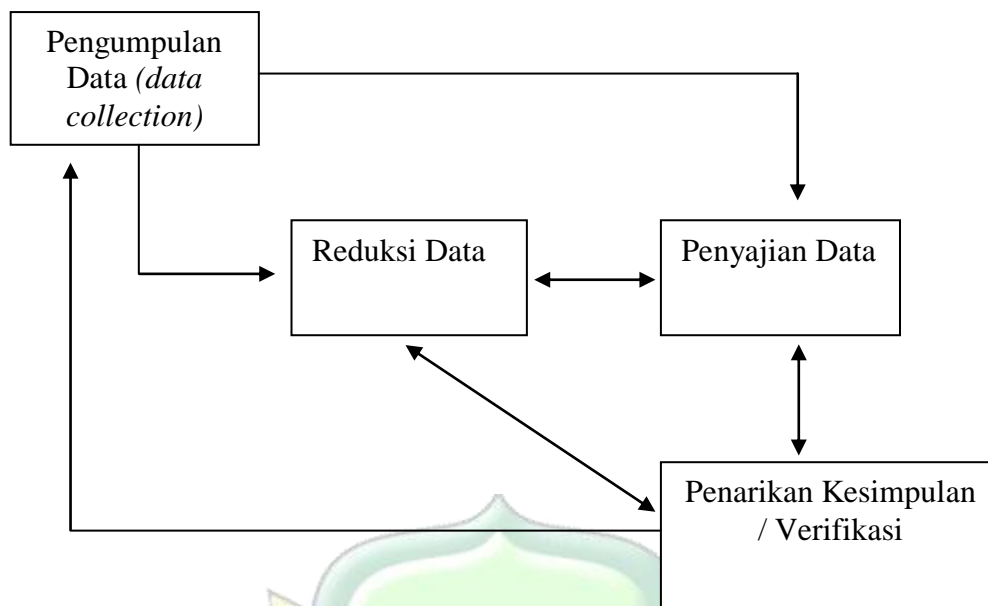 Pengumpulan
Data (data
collection)
Reduksi Data
Penyajian Data
Penarikan Kesimpulan
/ Verifikasi